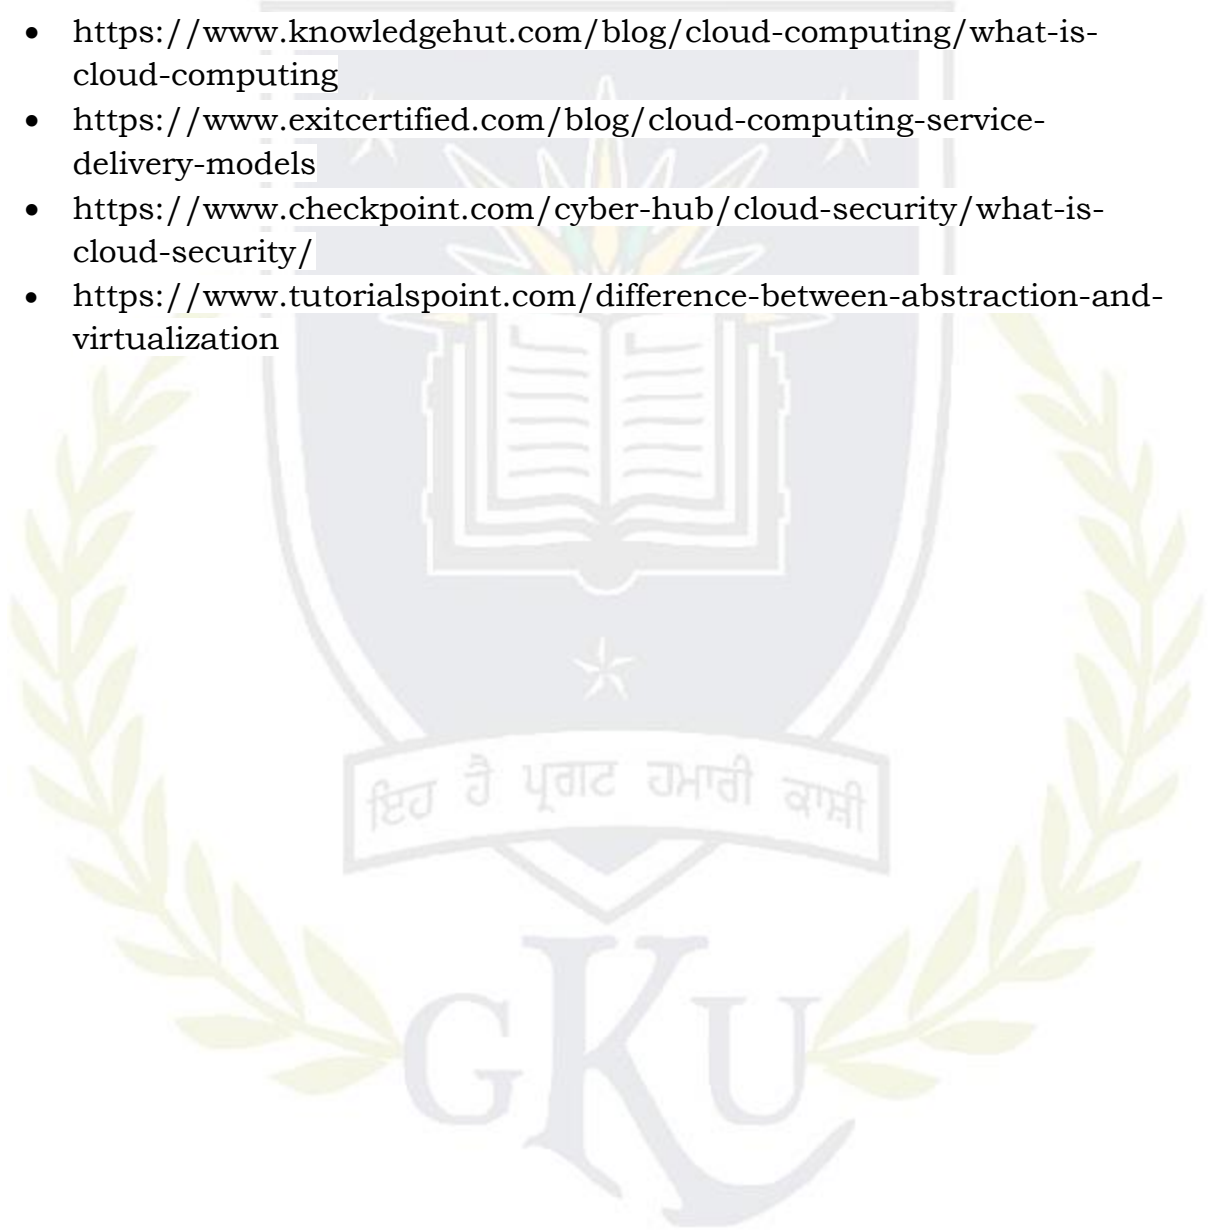 • https://www.knowledgehut.com/blog/cloud-computing/what-is-
cloud-computing
• https://www.exitcertified.com/blog/cloud-computing-service-
delivery-models
• https://www.checkpoint.com/cyber-hub/cloud-security/what-is-
cloud-security/
• https://www.tutorialspoint.com/difference-between-abstraction-and-
virtualization
ਇਹ ਹੈ ਪ੍ਰਗਟ ਹਮਾਰੀ ਕਾਸ਼ੀ
GKU